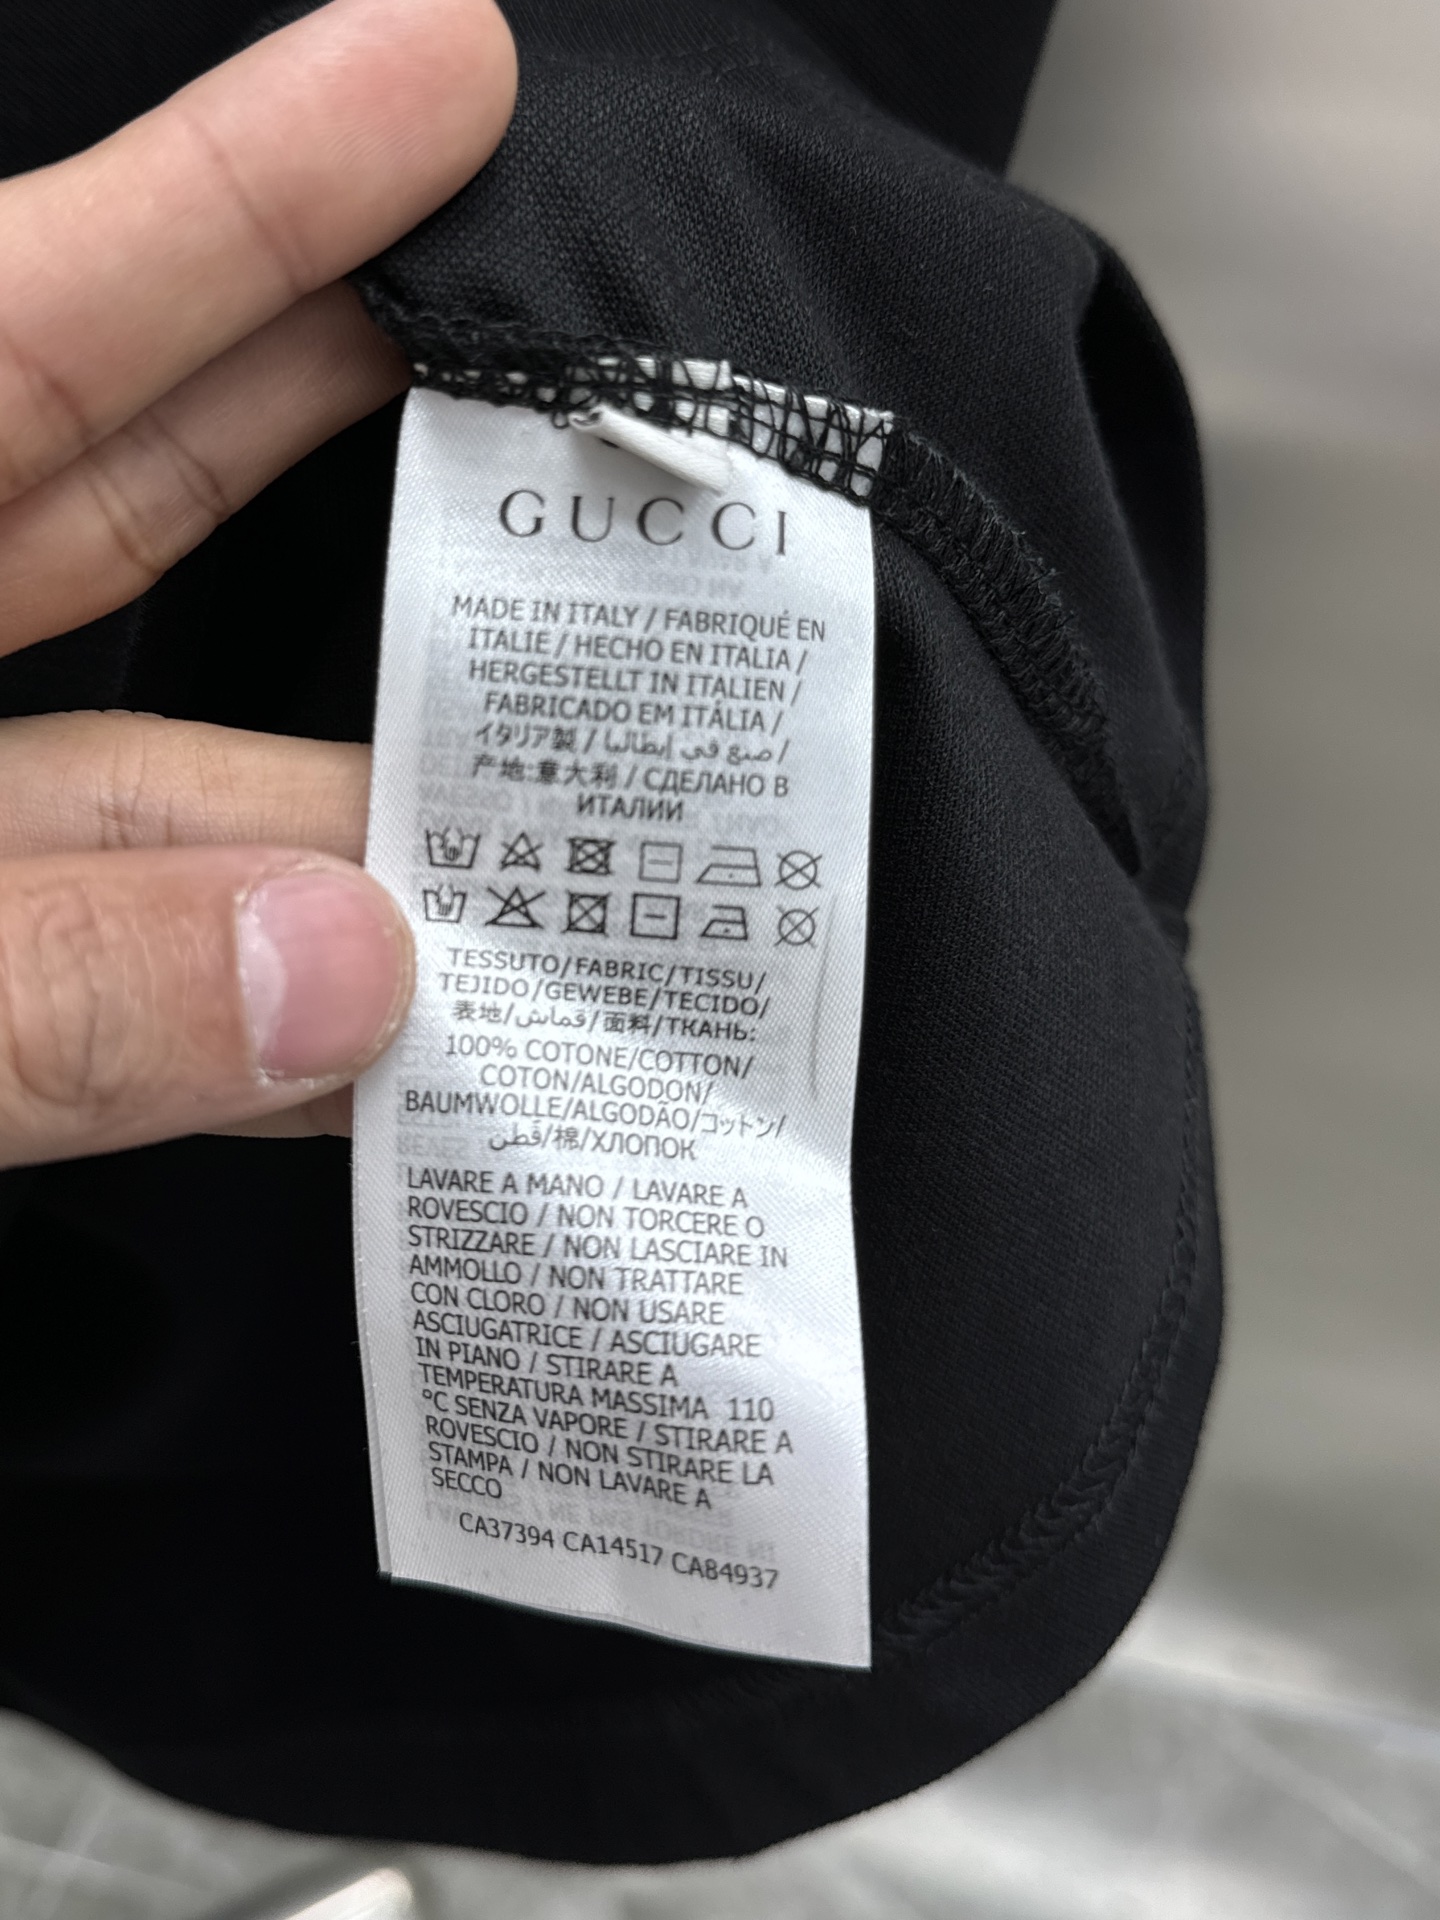 GUCCI
MADE IN ITALY / FABRIQUÉ EN
ITALIE / HECHO EN ITALIA /
HERGESTELLT IN ITALIEN /
FABRICADO EM ITÁLIA /
イタリア製 / صنع في إيطاليا /
产地:意大利 / СДЕЛАНО В
ИТАЛИИ
TESSUTO/FABRIC/TISSU/
TEJIDO/GEWEBE/TECIDO/
表地/قماش/面料/ТКАНЬ:
100% COTONE/COTTON/
COTON/ALGODON/
BAUMWOLLE/ALGODÃO/コットン/
قطن/棉/ХЛОПОК
LAVARE A MANO / LAVARE A
ROVESCIO / NON TORCERE O
STRIZZARE / NON LASCIARE IN
AMMOLLO / NON TRATTARE
CON CLORO / NON USARE
ASCIUGATRICE / ASCIUGARE
IN PIANO / STIRARE A
TEMPERATURA MASSIMA 110
°C SENZA VAPORE / STIRARE A
ROVESCIO / NON STIRARE LA
STAMPA / NON LAVARE A
SECCO
CA37394 CA14517 CA84937